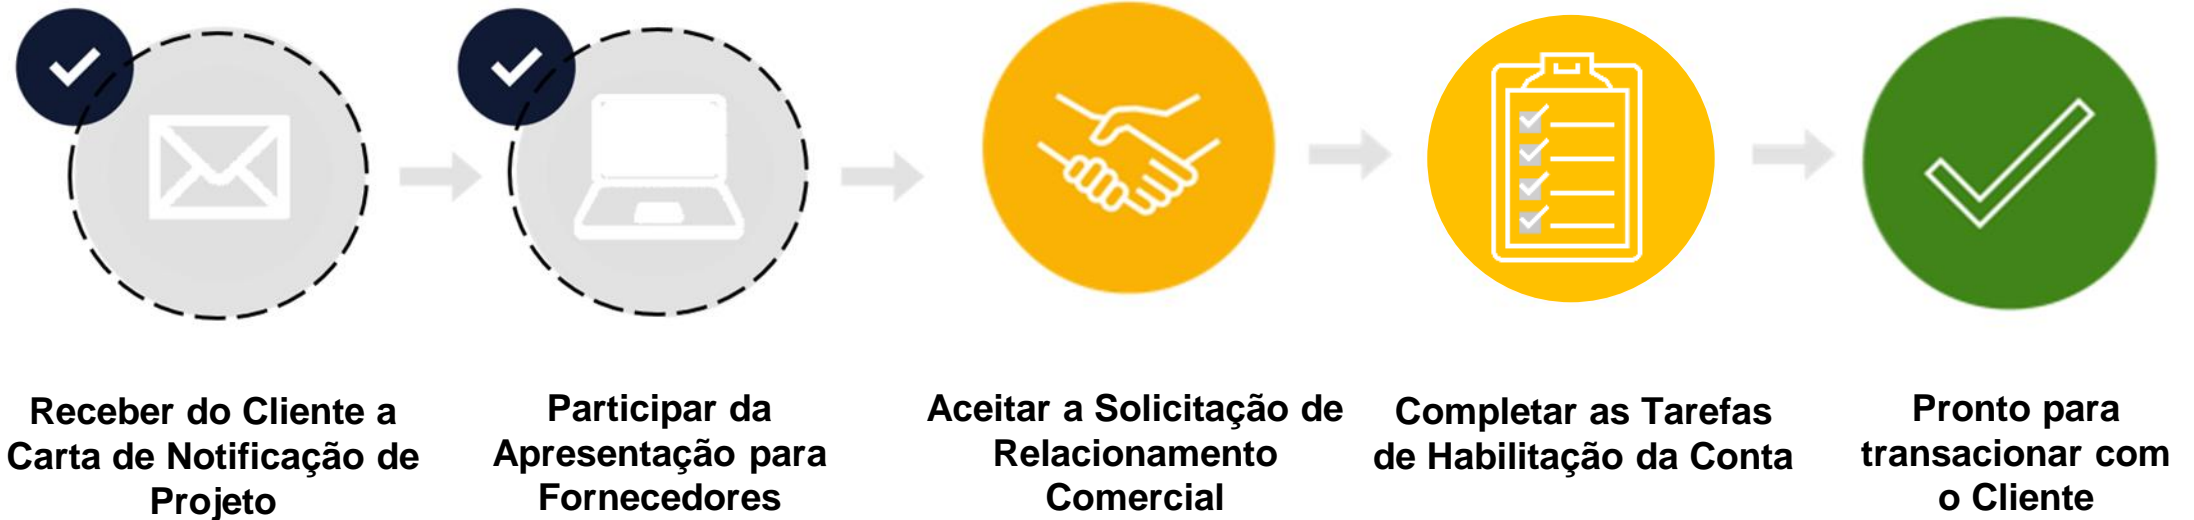 Receber do Cliente a
Carta de Notificação de
Projeto
Participar da
Apresentação para
Fornecedores
Aceitar a Solicitação de
Relacionamento
Comercial
Completar as Tarefas
de Habilitação da Conta
Pronto para
transacionar com
o Cliente